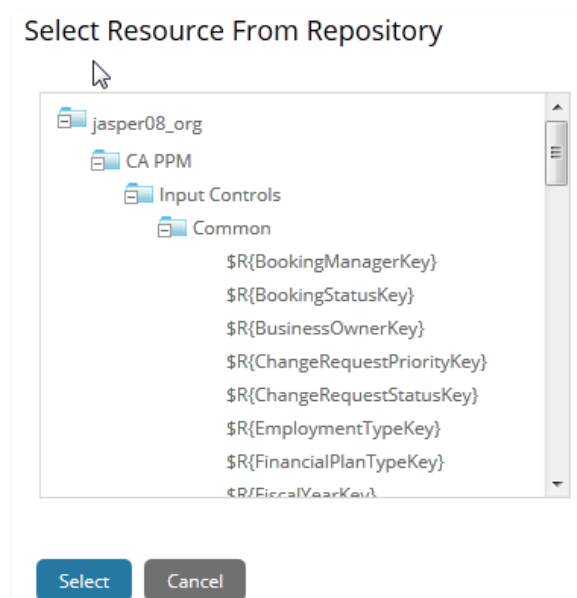 Select Resource From Repository
jasper08_org
CA PPM
Input Controls
Common
$R{BookingManagerKey}
$R{BookingStatusKey}
$R{BusinessOwnerKey}
$R{ChangeRequestPriorityKey}
$R{ChangeRequestStatusKey}
$R{EmploymentTypeKey}
$R{FinancialPlanTypeKey}
$R{FiscalYearKey}
Select Cancel